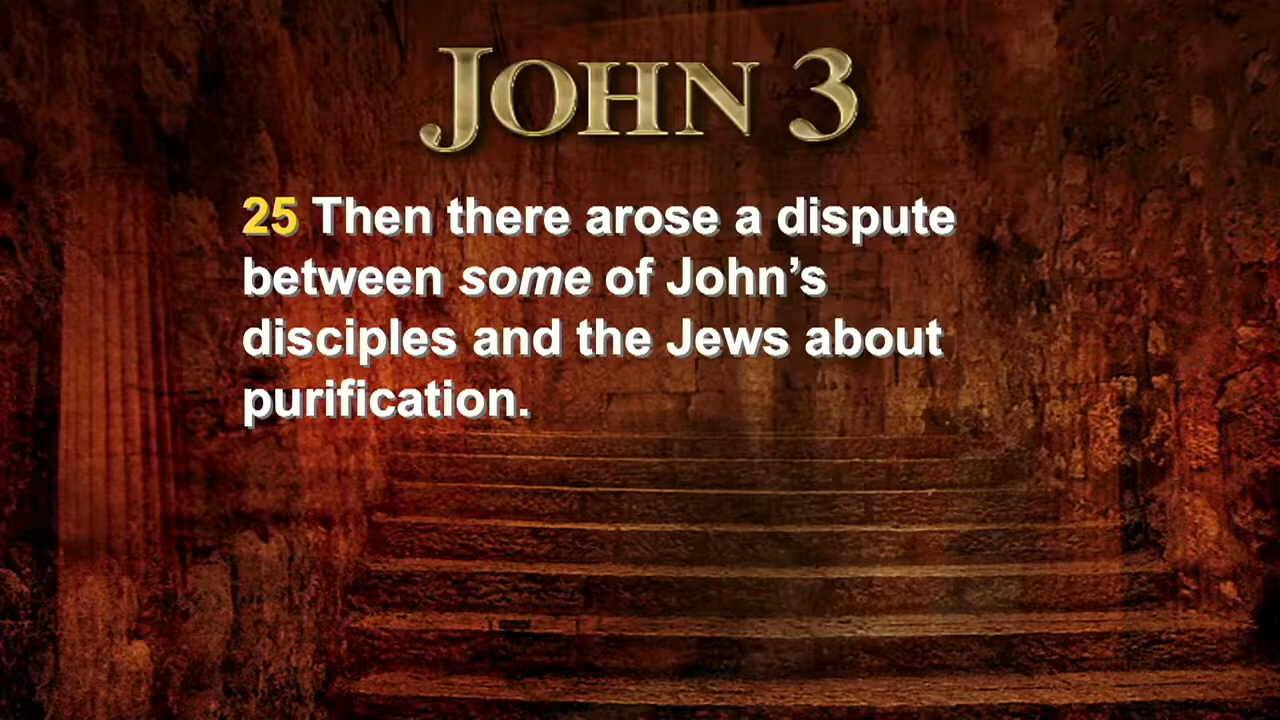 JOHN 3
25 Then there arose a dispute
between some of John’s
disciples and the Jews about
purification.